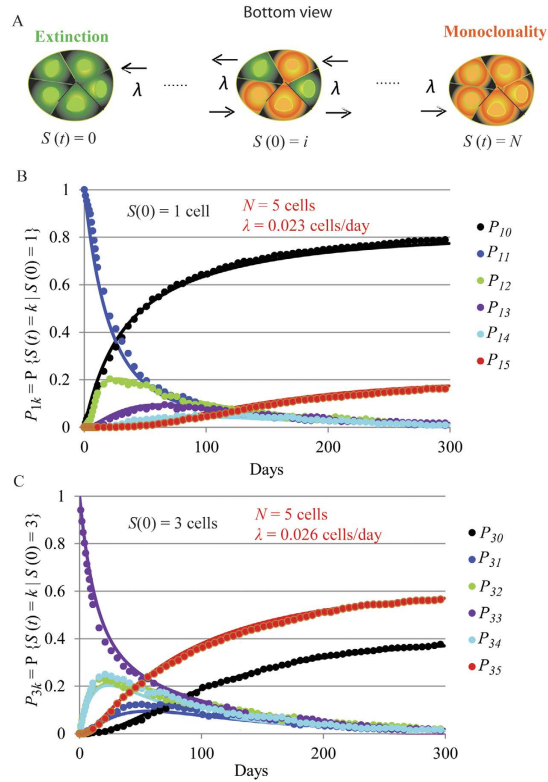 Bottom view
A
Extinction
Monoclonality
λ ...... λ ...... λ
S (t) = 0
S (0) = i
S (t) = N
B
P1k = P {S (t) = k | S (0) = 1}
1
0.8
0.6
0.4
0.2
0
S(0) = 1 cell
N = 5 cells
λ = 0.023 cells/day
P10
P11
P12
P13
P14
P15
0 100 200 300
Days
C
P3k = P {S (t) = k | S (0) = 3}
1
0.8
0.6
0.4
0.2
0
S(0) = 3 cells
N = 5 cells
λ = 0.026 cells/day
P30
P31
P32
P33
P34
P35
0 100 200 300
Days